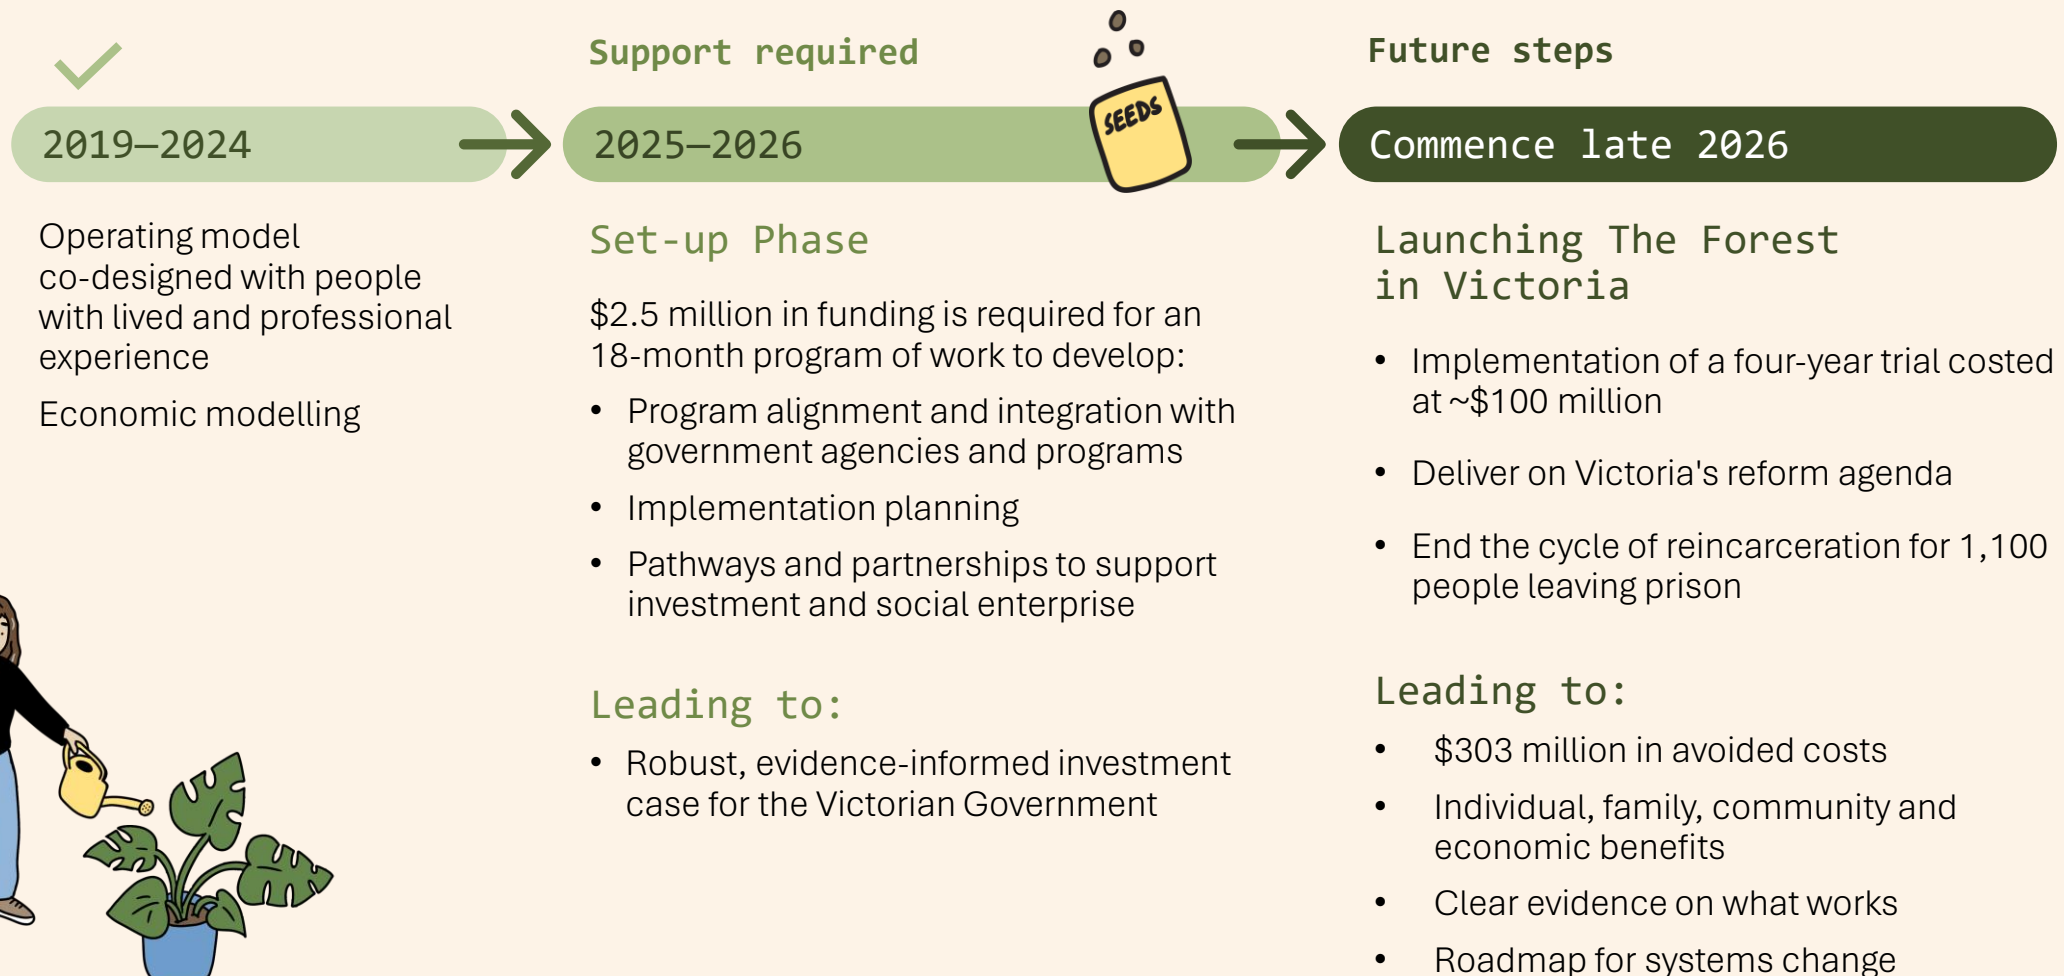 2019–2024
Operating model
co-designed with people
with lived and professional
experience
Economic modelling
Support required
SEEDS
2025–2026
Set-up Phase
$2.5 million in funding is required for an
18-month program of work to develop:
• Program alignment and integration with
government agencies and programs
• Implementation planning
• Pathways and partnerships to support
investment and social enterprise
Leading to:
• Robust, evidence-informed investment
case for the Victorian Government
Future steps
Commence late 2026
Launching The Forest
in Victoria
• Implementation of a four-year trial costed
at ~$100 million
• Deliver on Victoria's reform agenda
• End the cycle of reincarceration for 1,100
people leaving prison
Leading to:
• $303 million in avoided costs
• Individual, family, community and
economic benefits
• Clear evidence on what works
• Roadmap for systems change